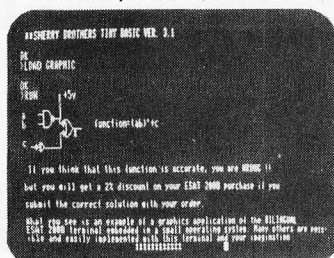 **SHERRY BROTHERS TINY BASIC VER. 3.1
OK
>LOAD GRAPHIC
OK
>RUN
+5v
a
b
c
function=(ab)'+c
If you think that this function is accurate, you are WRONG !!
but you will get a 2% discount on your ESAT 200B purchase if you
submit the correct solution with your order.
What you see is an example of a graphics application of the BILINGUAL
ESAT 200B terminal embedded in a small operating system. Many others are poss-
ible and easily implemented with this terminal and your imagination